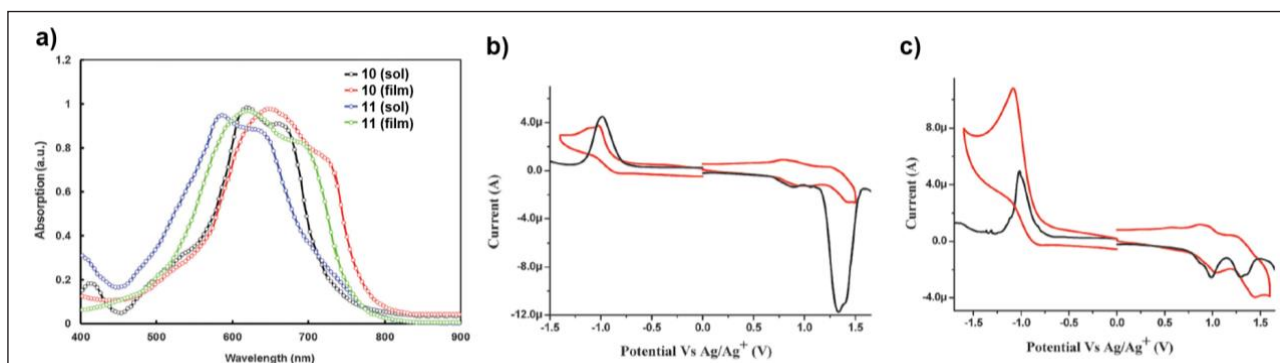 a)
1.2
1
0.8
0.6
0.4
0.2
0
400 500 600 700 800 900
Absorption (a.u.)
Wavelength (nm)
10 (sol)
10 (film)
11 (sol)
11 (film)
b)
4.0µ
0.0
-4.0µ
-8.0µ
-12.0µ
-1.5 -1.0 -0.5 0.0 0.5 1.0 1.5
Current (A)
Potential Vs Ag/Ag+ (V)
c)
8.0µ
4.0µ
0.0
-4.0µ
-1.5 -1.0 -0.5 0.0 0.5 1.0 1.5
Current (A)
Potential Vs Ag/Ag+ (V)